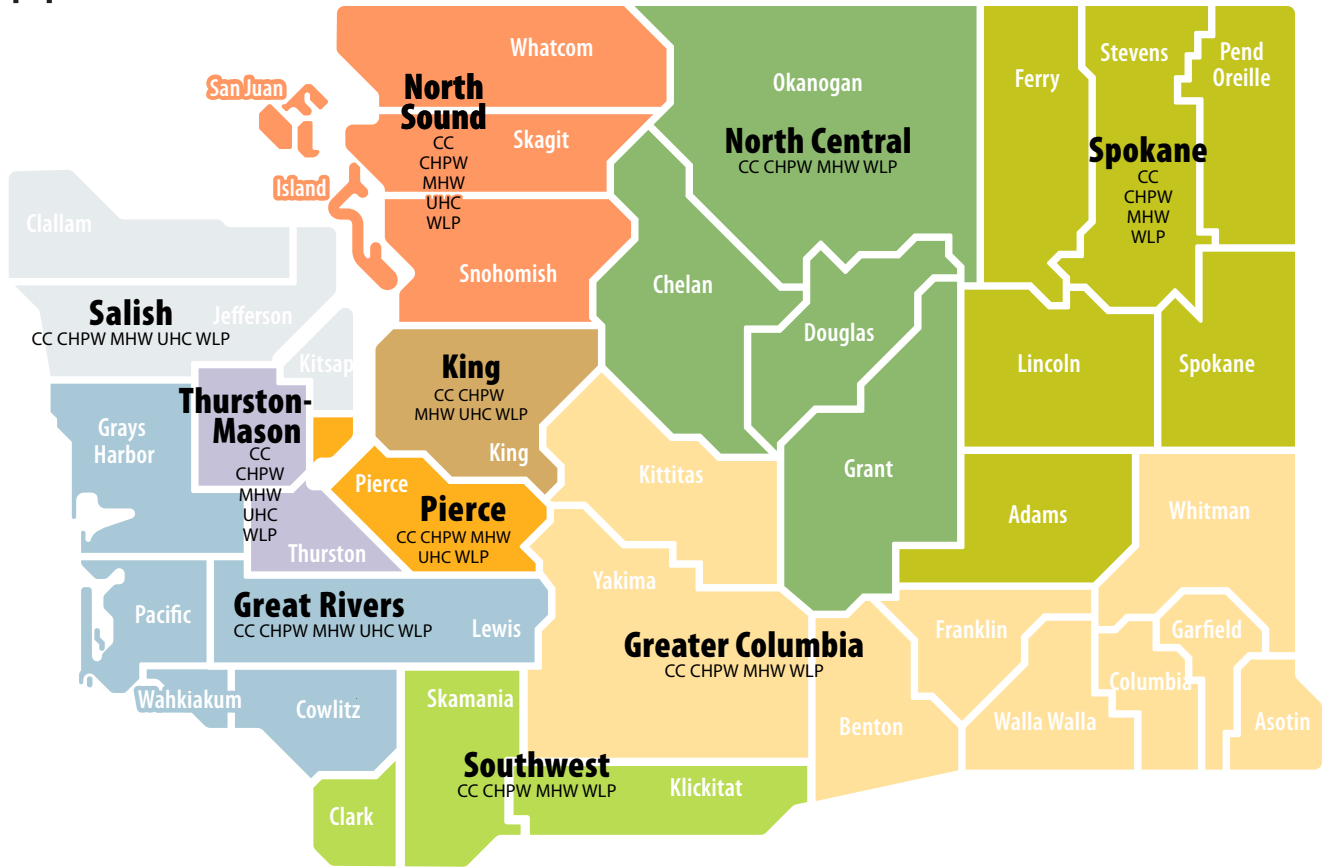 Whatcom
San Juan
North
Sound
CC
CHPW
MHW
UHC
WLP
Skagit
Island
Snohomish
Okanogan
North Central
CC CHPW MHW WLP
Chelan
Douglas
Grant
Ferry
Stevens
Pend
Oreille
Spokane
CC
CHPW
MHW
WLP
Lincoln
Spokane
Adams
Clallam
Salish
CC CHPW MHW UHC WLP
Jefferson
Kitsap
King
CC CHPW
MHW UHC WLP
King
Thurston-
Mason
CC
CHPW
MHW
UHC
WLP
Thurston
Grays
Harbor
Pierce
Pierce
CC CHPW MHW
UHC WLP
Kittitas
Yakima
Whitman
Pacific
Great Rivers
CC CHPW MHW UHC WLP
Lewis
Wahkiakum
Cowlitz
Greater Columbia
CC CHPW MHW WLP
Franklin
Garfield
Columbia
Benton
Walla Walla
Asotin
Skamania
Southwest
CC CHPW MHW WLP
Klickitat
Clark